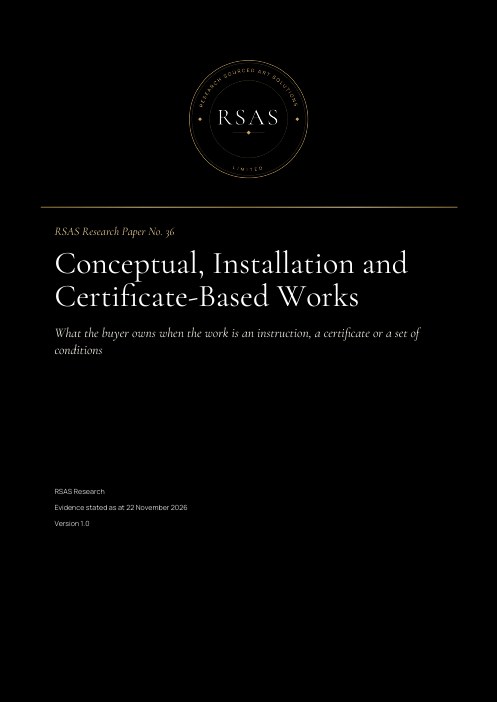 RESEARCH SOURCED ART SOLUTIONS
RSAS
LIMITED
RSAS Research Paper No. 36
Conceptual, Installation and
Certificate-Based Works
What the buyer owns when the work is an instruction, a certificate or a set of
conditions
RSAS Research
Evidence stated as at 22 November 2026
Version 1.0